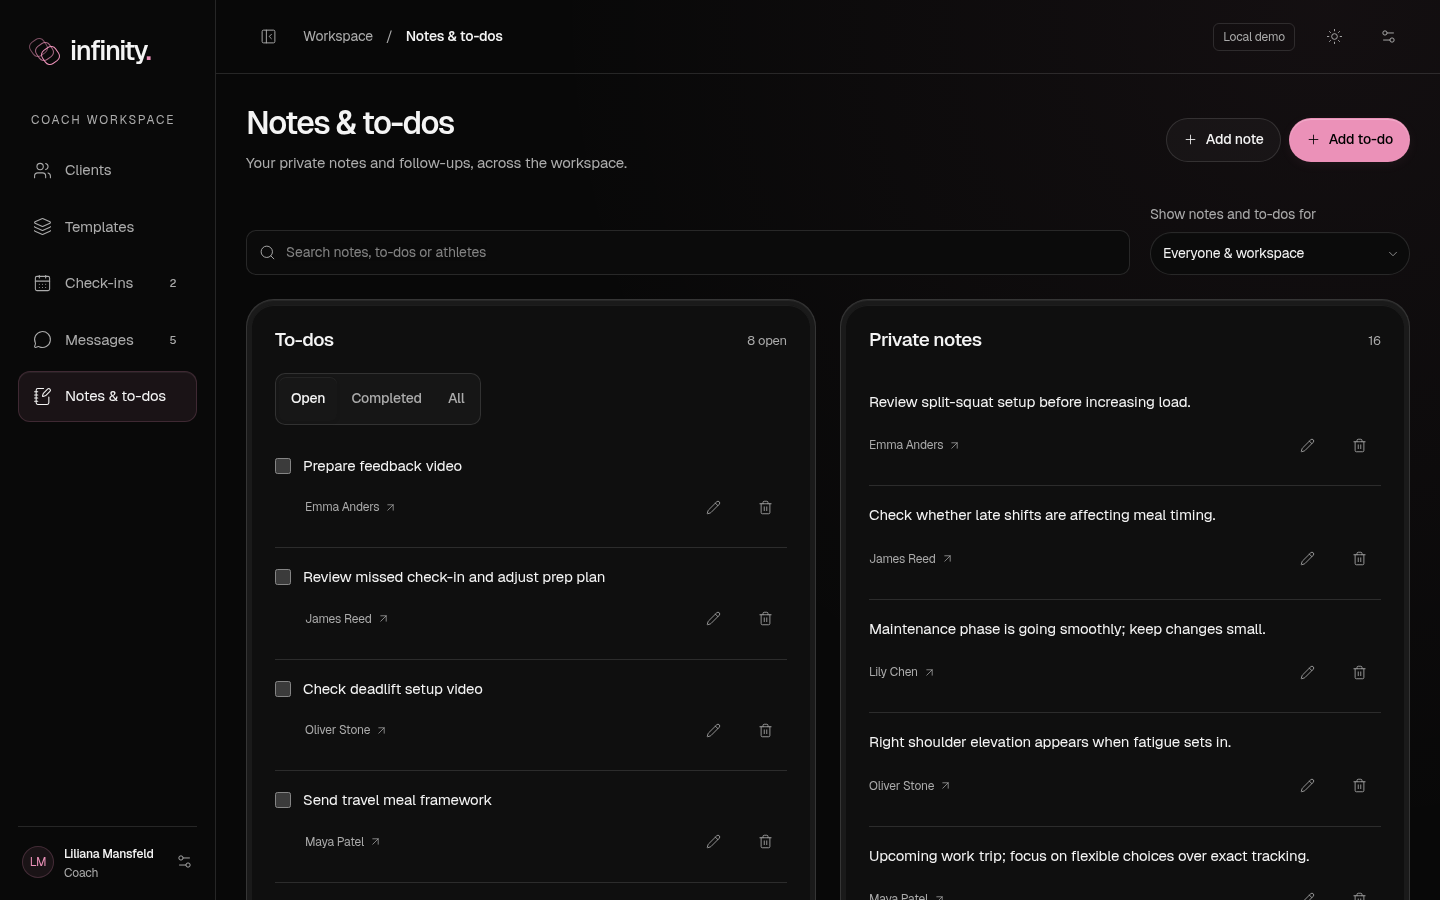 infinity.
COACH WORKSPACE
Clients
Templates
Check-ins 2
Messages 5
Notes & to-dos
LM
Liliana Mansfeld
Coach
Workspace / Notes & to-dos
Local demo
Notes & to-dos
Your private notes and follow-ups, across the workspace.
Add note
Add to-do
Search notes, to-dos or athletes
Show notes and to-dos for
Everyone & workspace
To-dos
8 open
Open Completed All
Prepare feedback video
Emma Anders
Review missed check-in and adjust prep plan
James Reed
Check deadlift setup video
Oliver Stone
Send travel meal framework
Maya Patel
Private notes
16
Review split-squat setup before increasing load.
Emma Anders
Check whether late shifts are affecting meal timing.
James Reed
Maintenance phase is going smoothly; keep changes small.
Lily Chen
Right shoulder elevation appears when fatigue sets in.
Oliver Stone
Upcoming work trip; focus on flexible choices over exact tracking.
Maya Patel